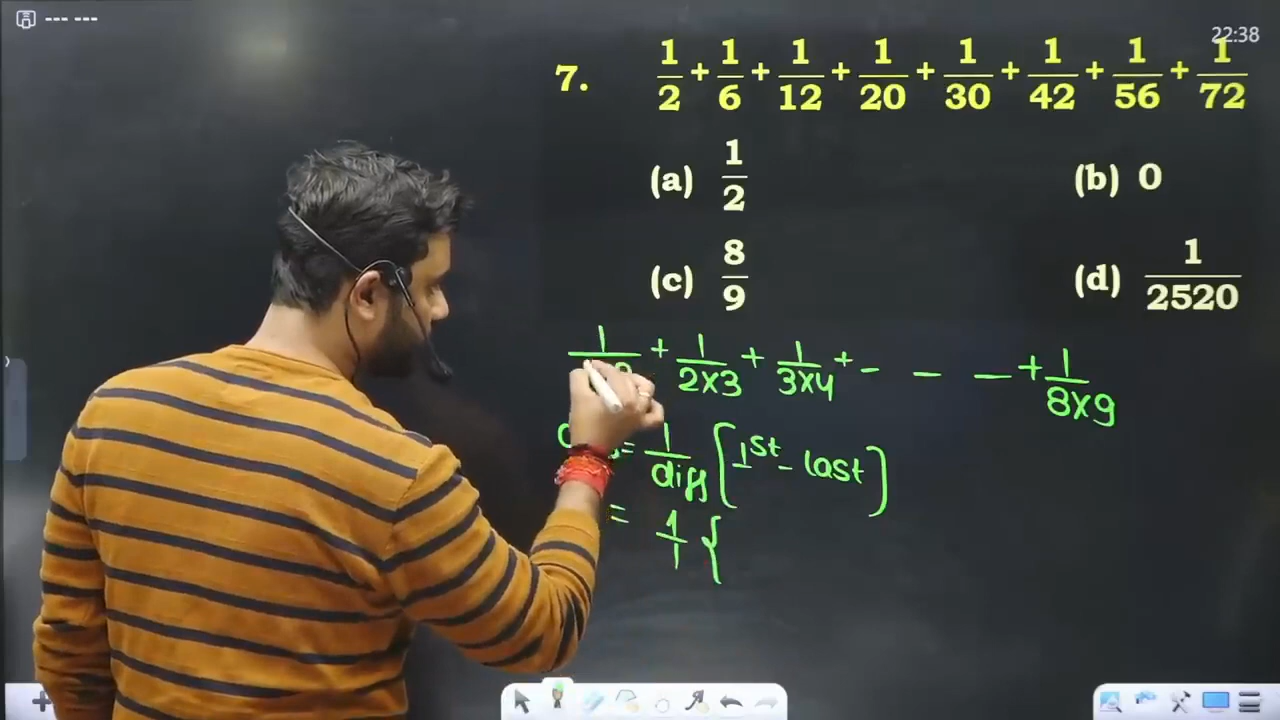 22:38
7. 1/2 + 1/6 + 1/12 + 1/20 + 1/30 + 1/42 + 1/56 + 1/72
(a) 1/2 (b) 0
(c) 8/9 (d) 1/2520
1/ + 1/2×3 + 1/3×4 + - - - + 1/8×9
= 1/diff [1st - last]
= 1/1 {